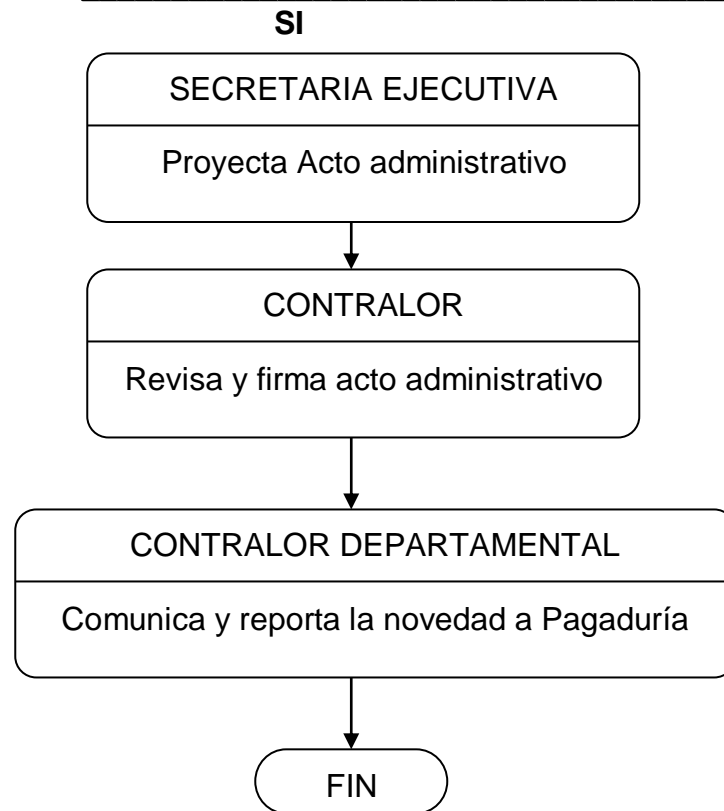 SI
SECRETARIA EJECUTIVA
Proyecta Acto administrativo
CONTRALOR
Revisa y firma acto administrativo
CONTRALOR DEPARTAMENTAL
Comunica y reporta la novedad a Pagaduría
FIN